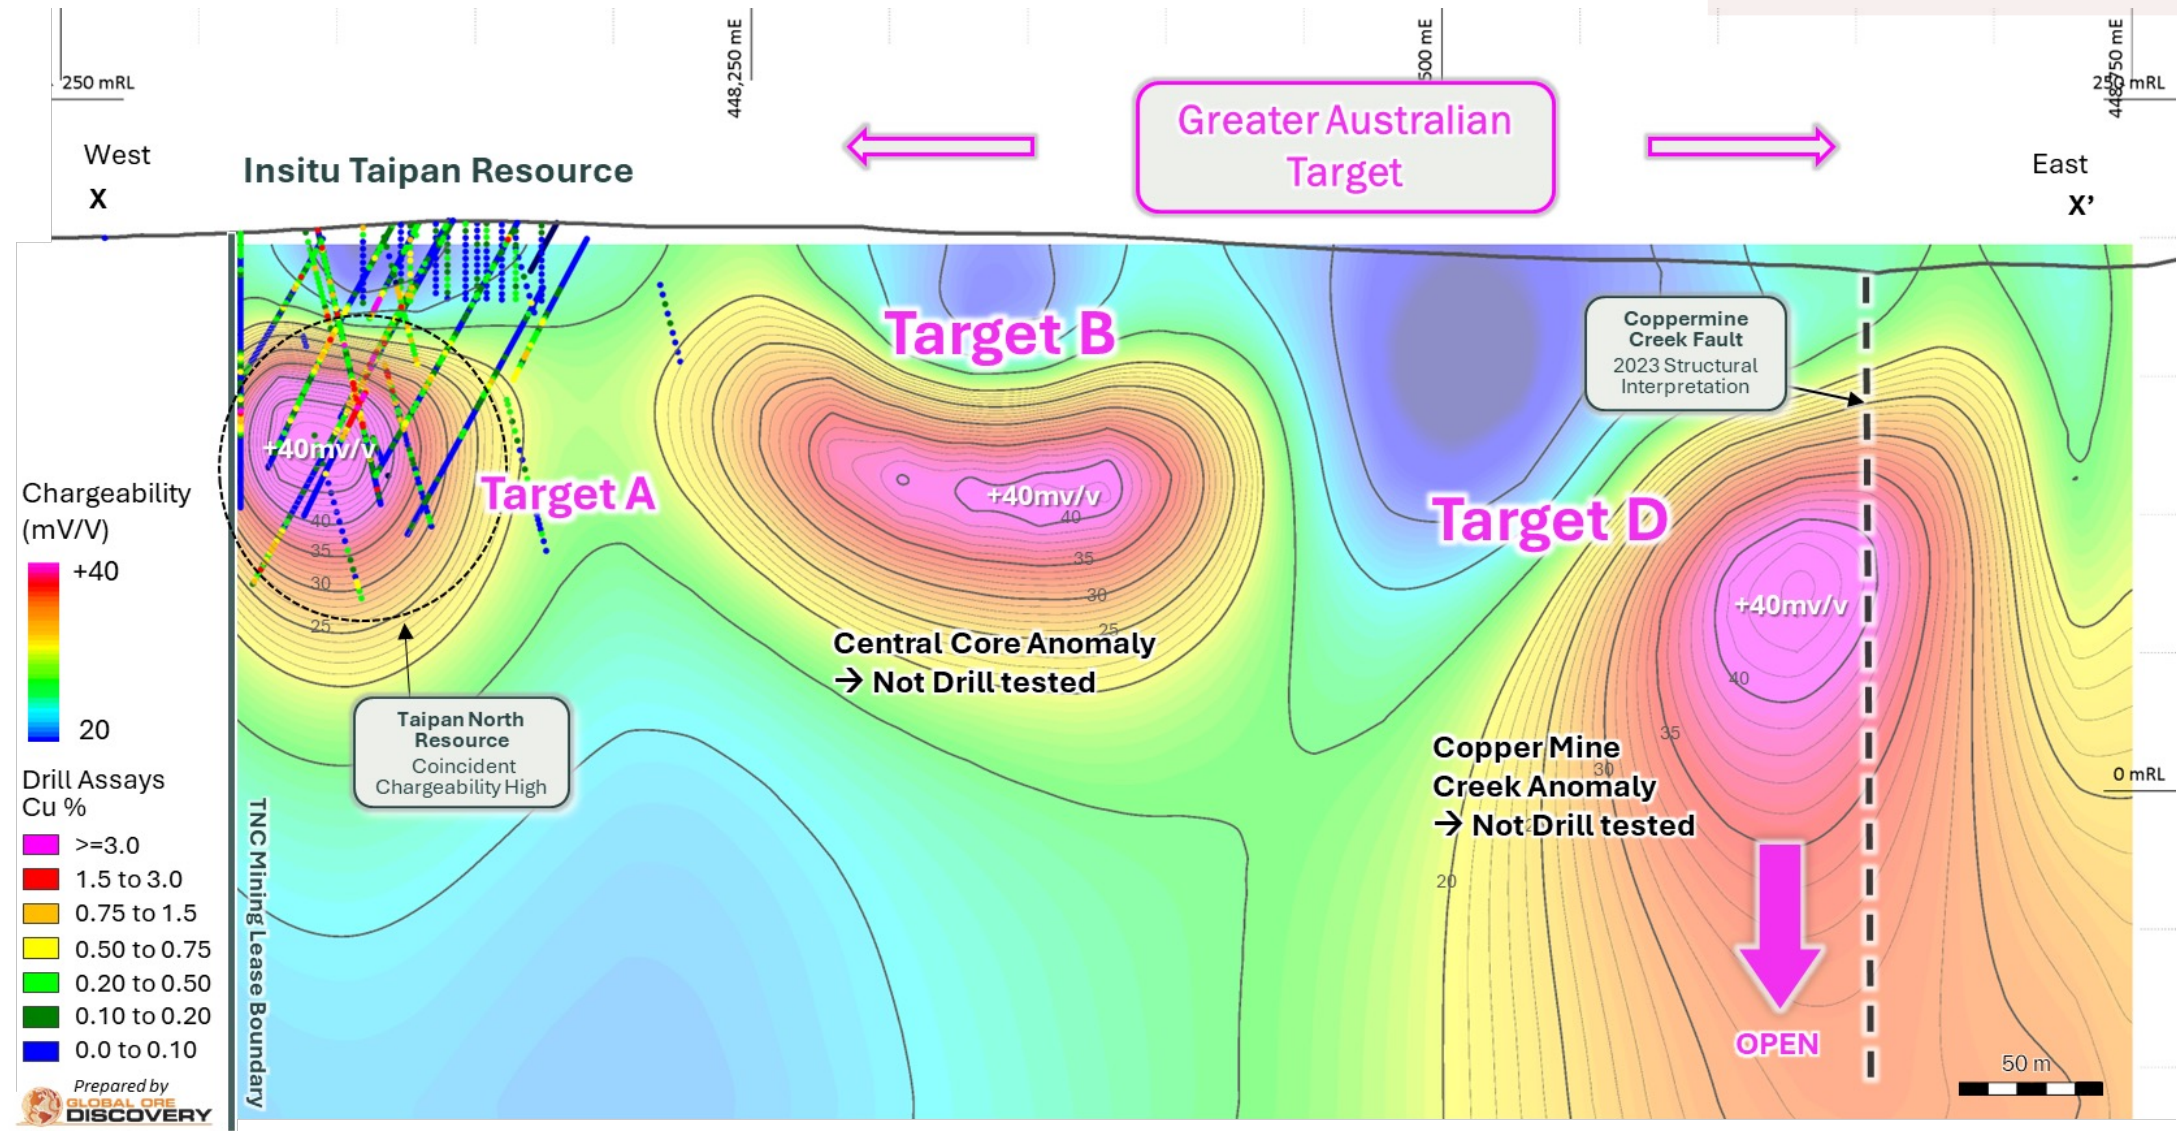 448,250 mE
500 mE
448,750 mE
250 mRL
250 mRL
Greater Australian
Target
West
X
East
X’
Insitu Taipan Resource
Target B
Coppermine
Creek Fault
2023 Structural
Interpretation
+40mv/v
Target A
+40mv/v
Target D
40
35
30
25
40
35
30
25
+40mv/v
40
35
30
20
Central Core Anomaly
→ Not Drill tested
Taipan North
Resource
Coincident
Chargeability High
Copper Mine
Creek Anomaly
→ Not Drill tested
0 mRL
OPEN
50 m
TNC Mining Lease Boundary
Chargeability
(mV/V)
+40
20
Drill Assays
Cu %
>=3.0
1.5 to 3.0
0.75 to 1.5
0.50 to 0.75
0.20 to 0.50
0.10 to 0.20
0.0 to 0.10
Prepared by
GLOBAL ORE
DISCOVERY